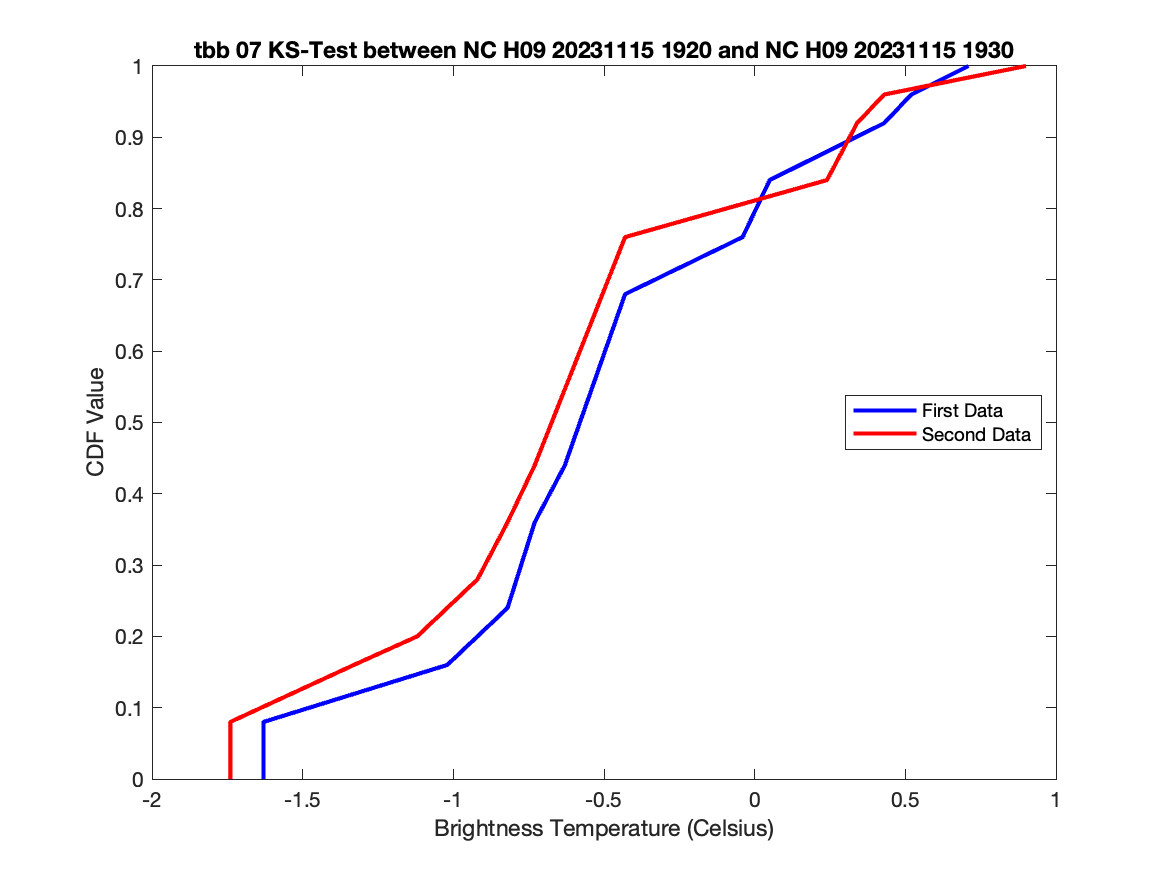 tbb 07 KS-Test between NC H09 20231115 1920 and NC H09 20231115 1930
1
0.9
0.8
0.7
0.6
0.5
0.4
0.3
0.2
0.1
0
CDF Value
First Data
Second Data
-2 -1.5 -1 -0.5 0 0.5 1
Brightness Temperature (Celsius)